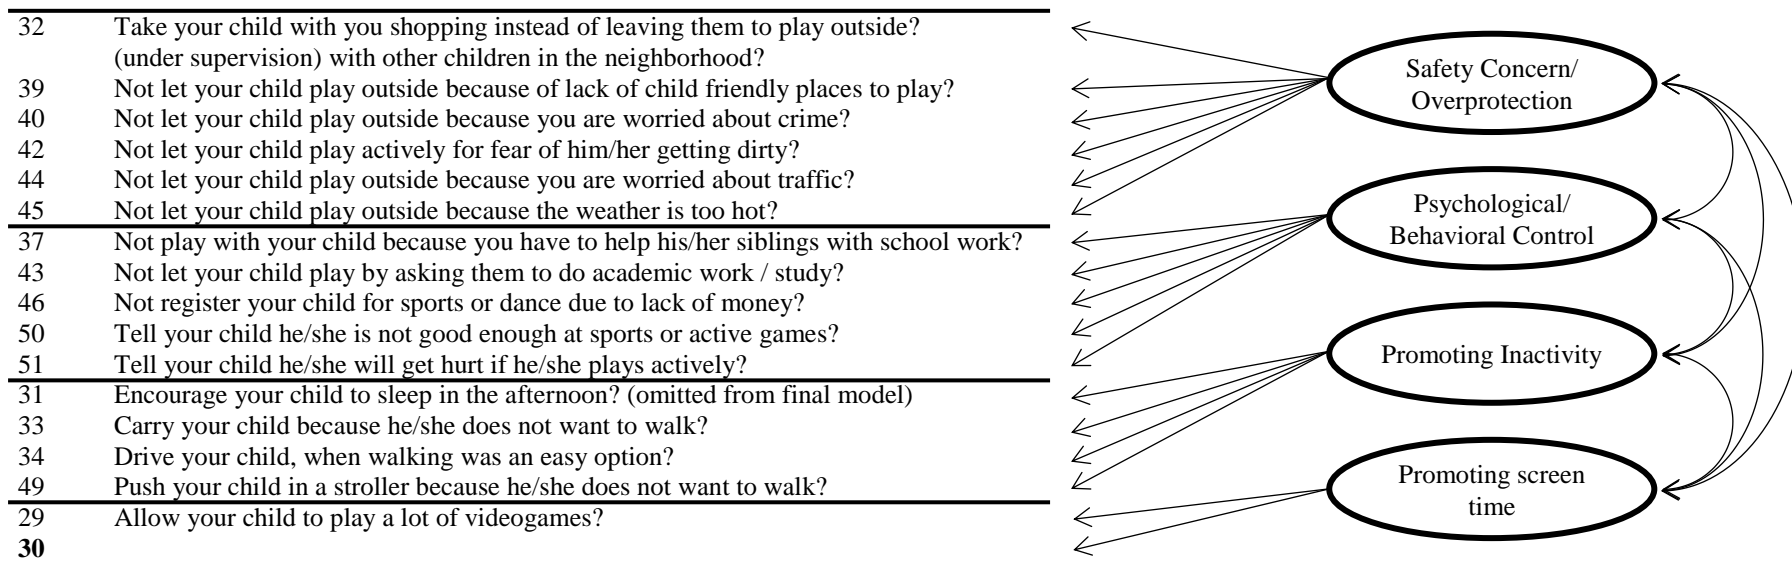 32 Take your child with you shopping instead of leaving them to play outside?
(under supervision) with other children in the neighborhood?
39 Not let your child play outside because of lack of child friendly places to play?
40 Not let your child play outside because you are worried about crime?
42 Not let your child play actively for fear of him/her getting dirty?
44 Not let your child play outside because you are worried about traffic?
45 Not let your child play outside because the weather is too hot?
37 Not play with your child because you have to help his/her siblings with school work?
43 Not let your child play by asking them to do academic work / study?
46 Not register your child for sports or dance due to lack of money?
50 Tell your child he/she is not good enough at sports or active games?
51 Tell your child he/she will get hurt if he/she plays actively?
31 Encourage your child to sleep in the afternoon? (omitted from final model)
33 Carry your child because he/she does not want to walk?
34 Drive your child, when walking was an easy option?
49 Push your child in a stroller because he/she does not want to walk?
29 Allow your child to play a lot of videogames?
30
Safety Concern/
Overprotection
Psychological/
Behavioral Control
Promoting Inactivity
Promoting screen
time